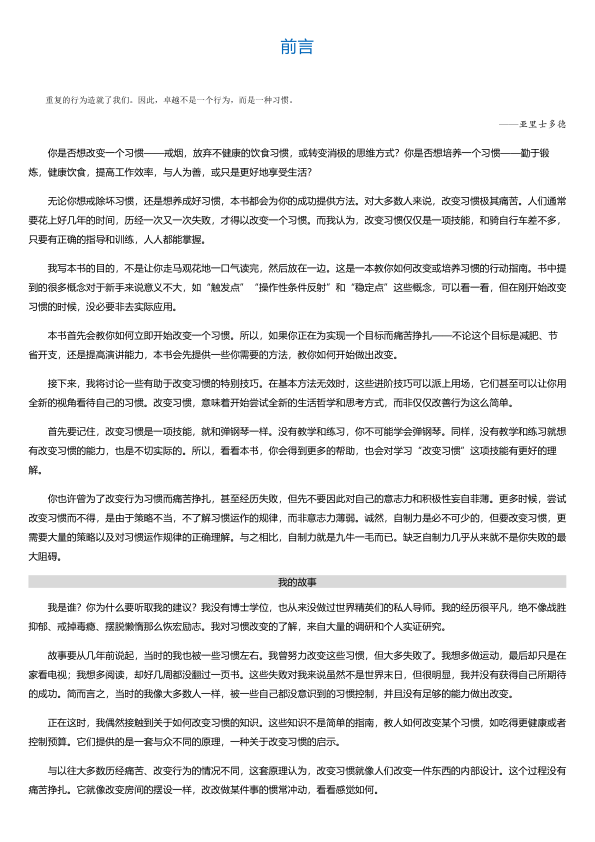 前言
重复的行为造就了我们。因此，卓越不是一个行为，而是一种习惯。
——亚里士多德
你是否想改变一个习惯——戒烟，放弃不健康的饮食习惯，或转变消极的思维方式？你是否想培养一个习惯——勤于锻
炼，健康饮食，提高工作效率，与人为善，或只是更好地享受生活？
无论你想戒除坏习惯，还是想养成好习惯，本书都会为你的成功提供方法。对大多数人来说，改变习惯极其痛苦。人们通常
要花上好几年的时间，历经一次又一次失败，才得以改变一个习惯。而我认为，改变习惯仅仅是一项技能，和骑自行车差不多，
只要有正确的指导和训练，人人都能掌握。
我写本书的目的，不是让你走马观花地一口气读完，然后放在一边。这是一本教你如何改变或培养习惯的行动指南。书中提
到的很多概念对于新手来说意义不大，如“触发点”“操作性条件反射”和“稳定点”这些概念，可以看一看，但在刚开始改变
习惯的时候，没必要非去实际应用。
本书首先会教你如何立即开始改变一个习惯。所以，如果你正在为实现一个目标而痛苦挣扎——不论这个目标是减肥、节
省开支，还是提高演讲能力，本书会先提供一些你需要的方法，教你如何开始做出改变。
接下来，我将讨论一些有助于改变习惯的特别技巧。在基本方法无效时，这些进阶技巧可以派上用场，它们甚至可以让你用
全新的视角看待自己的习惯。改变习惯，意味着开始尝试全新的生活哲学和思考方式，而非仅仅改善行为这么简单。
首先要记住，改变习惯是一项技能，就和弹钢琴一样。没有教学和练习，你不可能学会弹钢琴。同样，没有教学和练习就想
有改变习惯的能力，也是不切实际的。所以，看看本书，你会得到更多的帮助，也会对学习“改变习惯”这项技能有更好的理
解。
你也许曾为了改变行为习惯而痛苦挣扎，甚至经历失败，但先不要因此对自己的意志力和积极性妄自菲薄。更多时候，尝试
改变习惯而不得，是由于策略不当，不了解习惯运作的规律，而非意志力薄弱。诚然，自制力是必不可少的，但要改变习惯，更
需要大量的策略以及对习惯运作规律的正确理解。与之相比，自制力就是九牛一毛而已。缺乏自制力几乎从来就不是你失败的最
大阻碍。
我的故事
我是谁？你为什么要听取我的建议？我没有博士学位，也从来没做过世界精英们的私人导师。我的经历很平凡，绝不像战胜
抑郁、戒掉毒瘾、摆脱懒惰那么恢宏励志。我对习惯改变的了解，来自大量的调研和个人实证研究。
故事要从几年前说起，当时的我也被一些习惯左右。我曾努力改变这些习惯，但大多失败了。我想多做运动，最后却只是在
家看电视；我想多阅读，却好几周都没翻过一页书。这些失败对我来说虽然不是世界末日，但很明显，我并没有获得自己所期待
的成功。简而言之，当时的我像大多数人一样，被一些自己都没意识到的习惯控制，并且没有足够的能力做出改变。
正在这时，我偶然接触到关于如何改变习惯的知识。这些知识不是简单的指南，教人如何改变某个习惯，如吃得更健康或者
控制预算。它们提供的是一套与众不同的原理，一种关于改变习惯的启示。
与以往大多数历经痛苦、改变行为的情况不同，这套原理认为，改变习惯就像人们改变一件东西的内部设计。这个过程没有
痛苦挣扎。它就像改变房间的摆设一样，改改做某件事的惯常冲动，看看感觉如何。